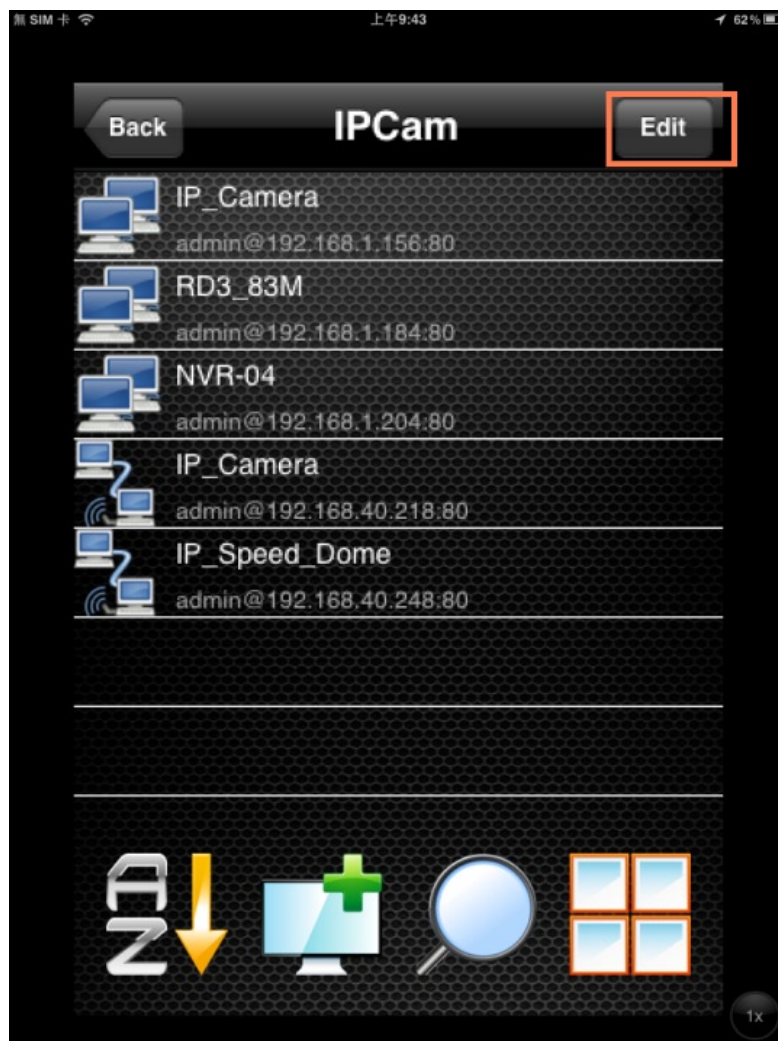 無 SIM 卡 上午9:43 62%
Back IPCam Edit
IP_Camera
admin@192.168.1.156:80
RD3_83M
admin@192.168.1.184:80
NVR-04
admin@192.168.1.204:80
IP_Camera
admin@192.168.40.218:80
IP_Speed_Dome
admin@192.168.40.248:80
A
Z
1x